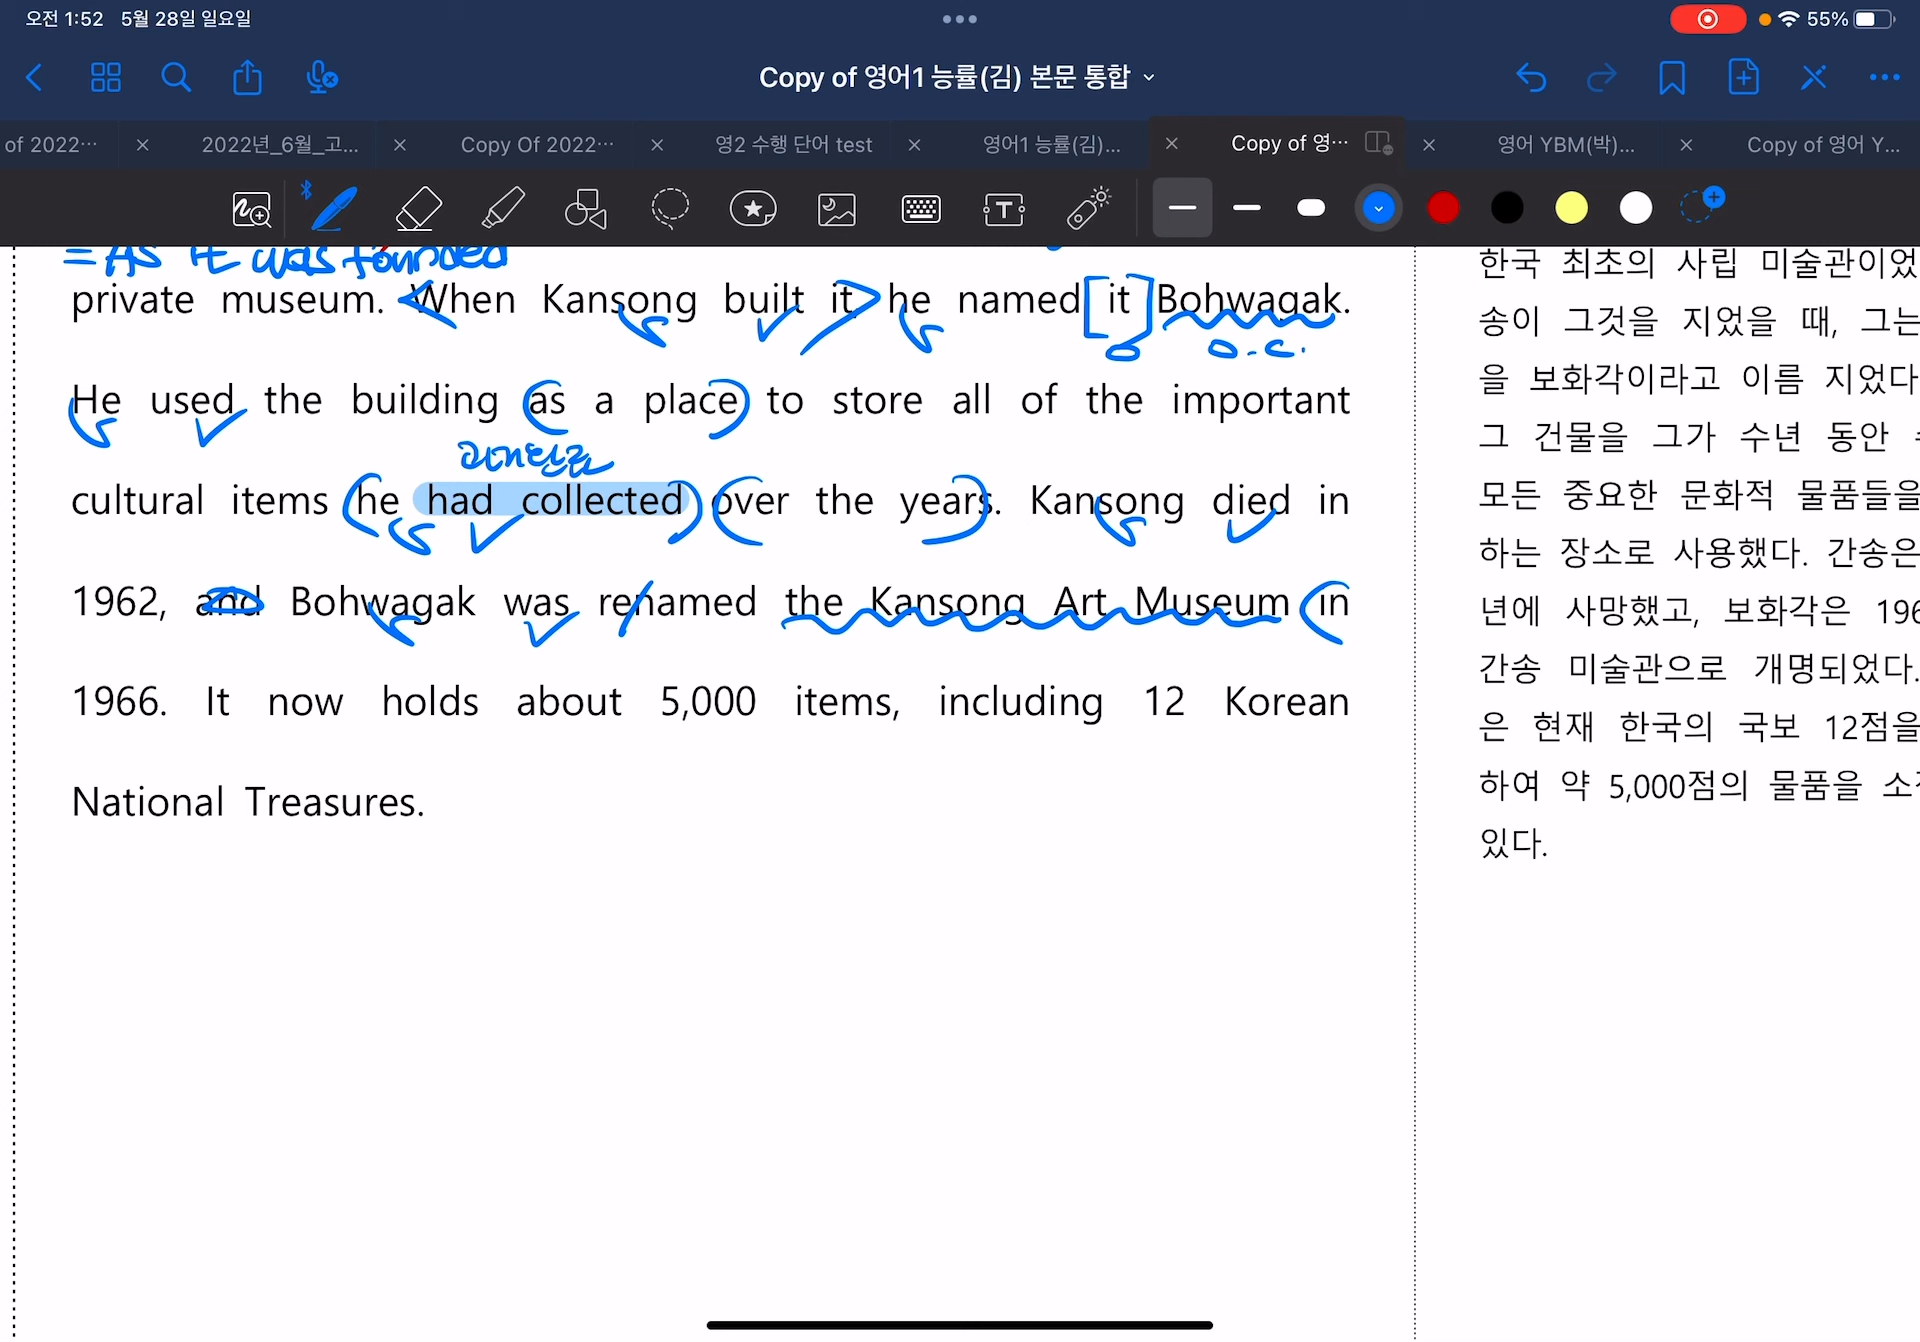 오전 1:52 5월 28일 일요일
55%
Copy of 영어1 능률(김) 본문 통합
of 2022···
2022년_6월_고...
Copy Of 2022···
영2 수행 단어 test
영어1 능률(김)...
Copy of 영···
영어 YBM(박)...
Copy of 영어 Y...
= As it was founded
private museum. When Kansong built it he named it Bohwagak.
O O.C.
He used the building as a place to store all of the important
cultural items he had collected over the years. Kansong died in
1962, and Bohwagak was renamed the Kansong Art Museum in
1966. It now holds about 5,000 items, including 12 Korean
National Treasures.
한국 최초의 사립 미술관이었
송이 그것을 지었을 때, 그는
을 보화각이라고 이름 지었다
그 건물을 그가 수년 동안
모든 중요한 문화적 물품들을
하는 장소로 사용했다. 간송은
년에 사망했고, 보화각은 196
간송 미술관으로 개명되었다.
은 현재 한국의 국보 12점을
하여 약 5,000점의 물품을
있다.